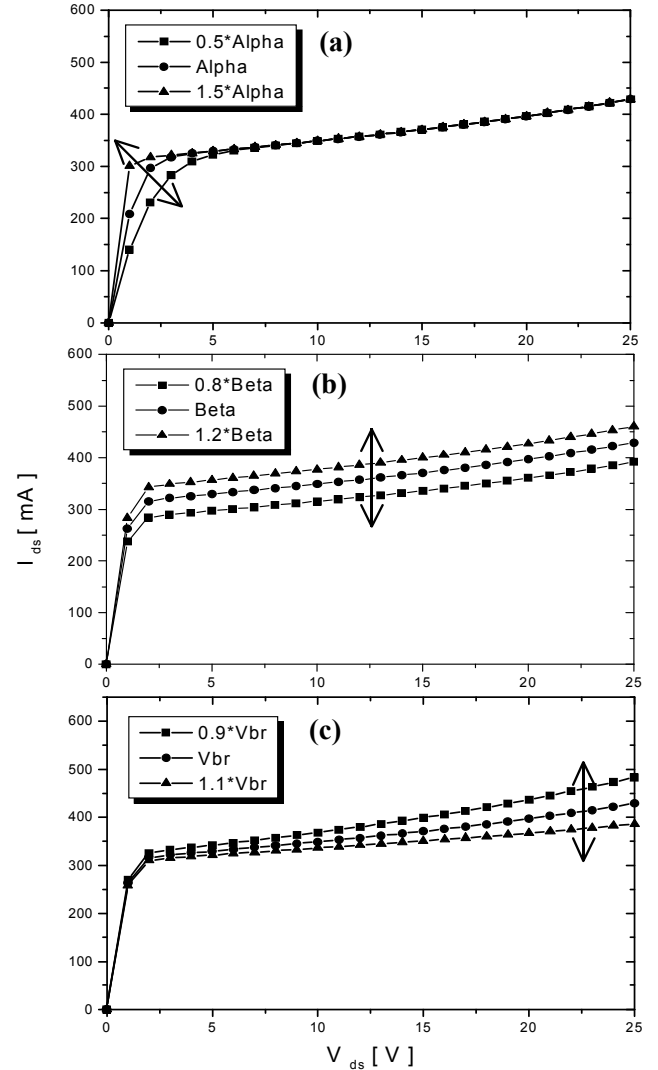 (a)
0.5*Alpha
Alpha
1.5*Alpha
600
500
400
300
200
100
0
0 5 10 15 20 25
(b)
0.8*Beta
Beta
1.2*Beta
600
500
400
300
200
100
0
0 5 10 15 20 25
(c)
0.9*Vbr
Vbr
1.1*Vbr
600
500
400
300
200
100
0
0 5 10 15 20 25
I ds [ mA ]
V ds [ V ]